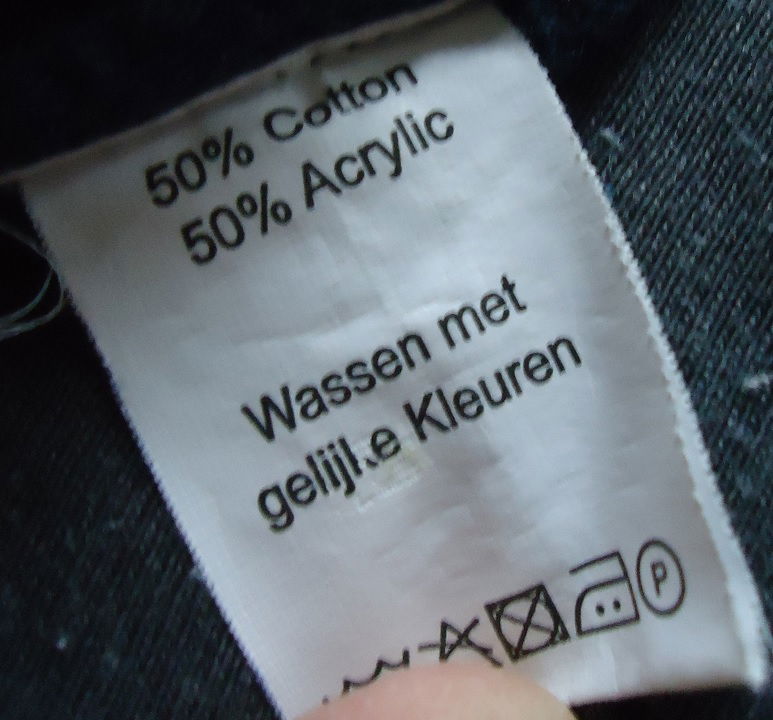 50% Cotton
50% Acrylic
Wassen met
gelijke Kleuren
P